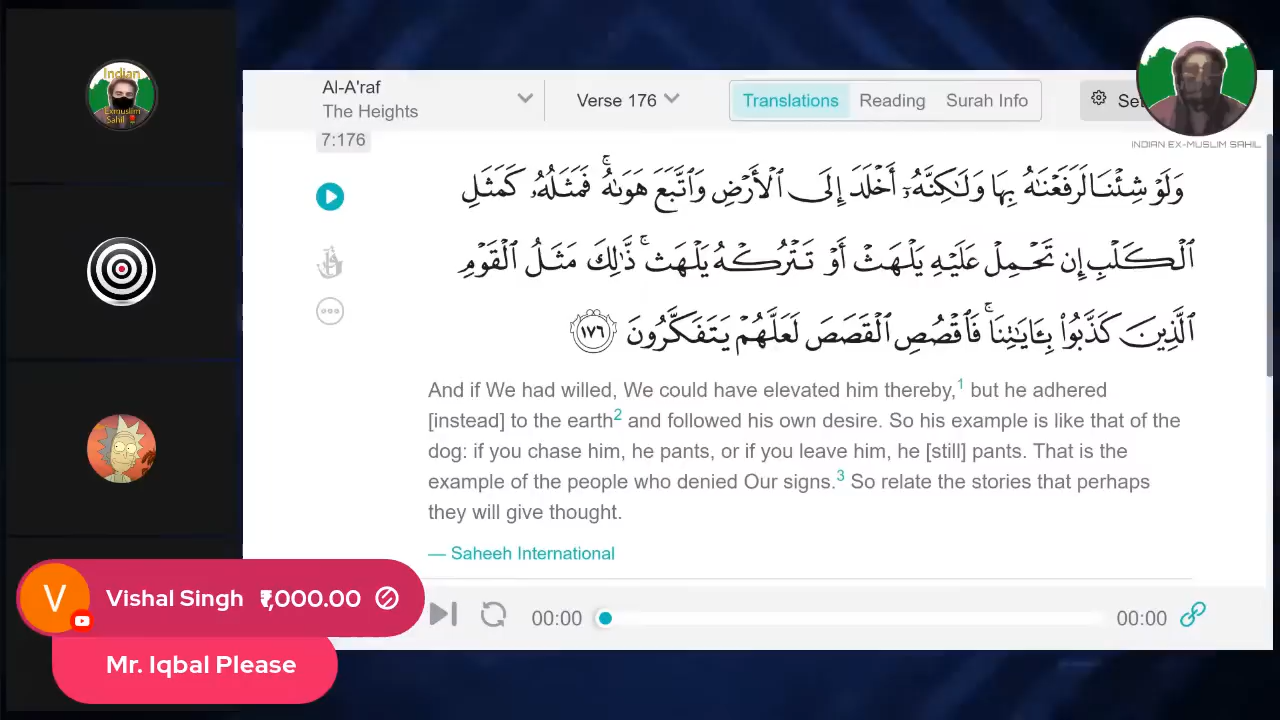 Indian
Exmuslim
Sahil
Al-A'raf
The Heights
Verse 176
Translations
Reading
Surah Info
INDIAN EX-MUSLIM SAHIL
7:176
وَلَوْ شِئْنَا لَرَفَعْنَـٰهُ بِهَا وَلَـٰكِنَّهُۥٓ أَخْلَدَ إِلَى ٱلْأَرْضِ وَٱتَّبَعَ هَوَىٰهُ ۚ فَمَثَلُهُۥ كَمَثَلِ
ٱلْكَلْبِ إِن تَحْمِلْ عَلَيْهِ يَلْهَثْ أَوْ تَتْرُكْهُ يَلْهَث ۚ ذَّٰلِكَ مَثَلُ ٱلْقَوْمِ
ٱلَّذِينَ كَذَّبُوا۟ بِـَٔايَـٰتِنَا ۚ فَٱقْصُصِ ٱلْقَصَصَ لَعَلَّهُمْ يَتَفَكَّرُونَ ١٧٦
And if We had willed, We could have elevated him thereby,1 but he adhered
[instead] to the earth2 and followed his own desire. So his example is like that of the
dog: if you chase him, he pants, or if you leave him, he [still] pants. That is the
example of the people who denied Our signs.3 So relate the stories that perhaps
they will give thought.
— Saheeh International
V
Vishal Singh ₹1,000.00
Mr. Iqbal Please
00:00
00:00